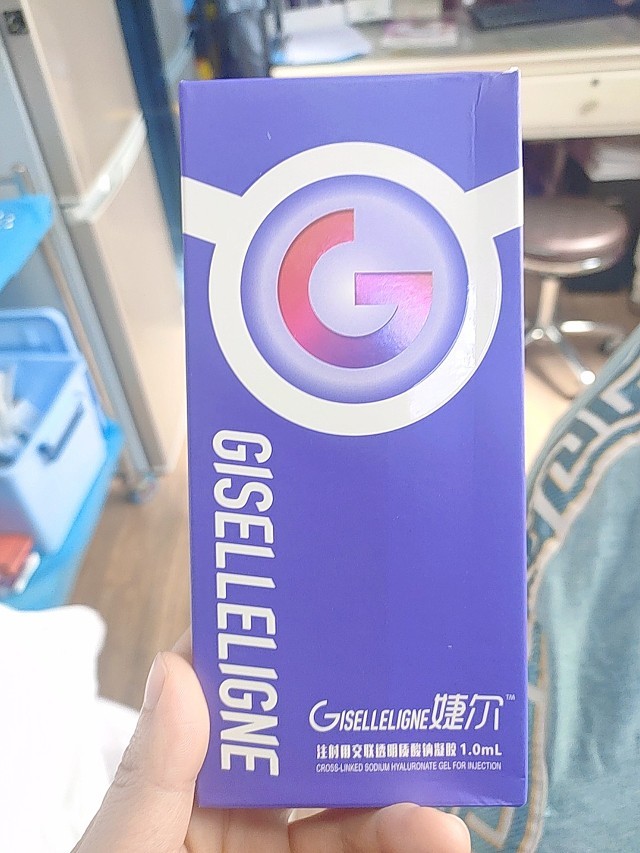 G
GISELLELIGNE
GISELLELIGNE婕尔™
注射用交联透明质酸钠凝胶 1.0mL
CROSS-LINKED SODIUM HYALURONATE GEL FOR INJECTION